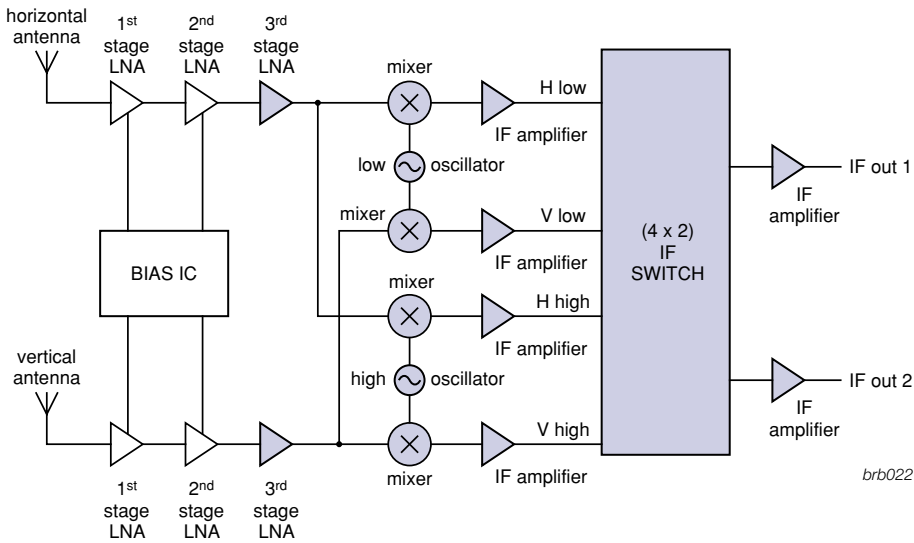 horizontal
antenna
1st
stage
LNA
2nd
stage
LNA
3rd
stage
LNA
mixer
H low
IF amplifier
low
oscillator
mixer
V low
IF amplifier
BIAS IC
H high
IF amplifier
high
oscillator
mixer
V high
IF amplifier
(4 x 2)
IF
SWITCH
IF out 1
IF
amplifier
IF out 2
IF
amplifier
vertical
antenna
1st
stage
LNA
2nd
stage
LNA
3rd
stage
LNA
mixer
brb022